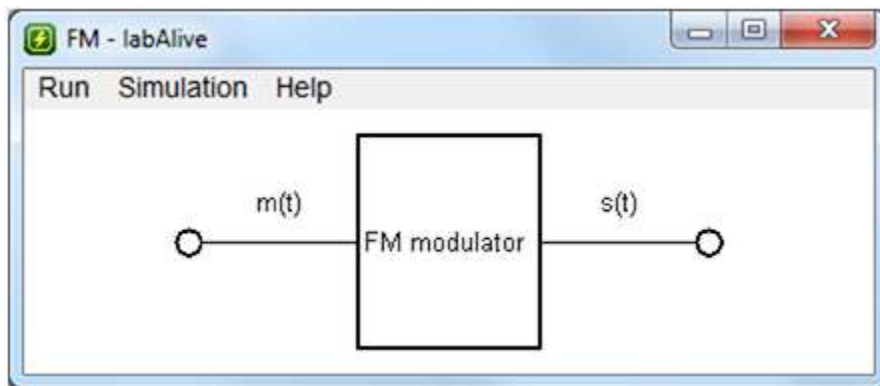 FM - labAlive
Run Simulation Help
m(t) s(t)
FM modulator